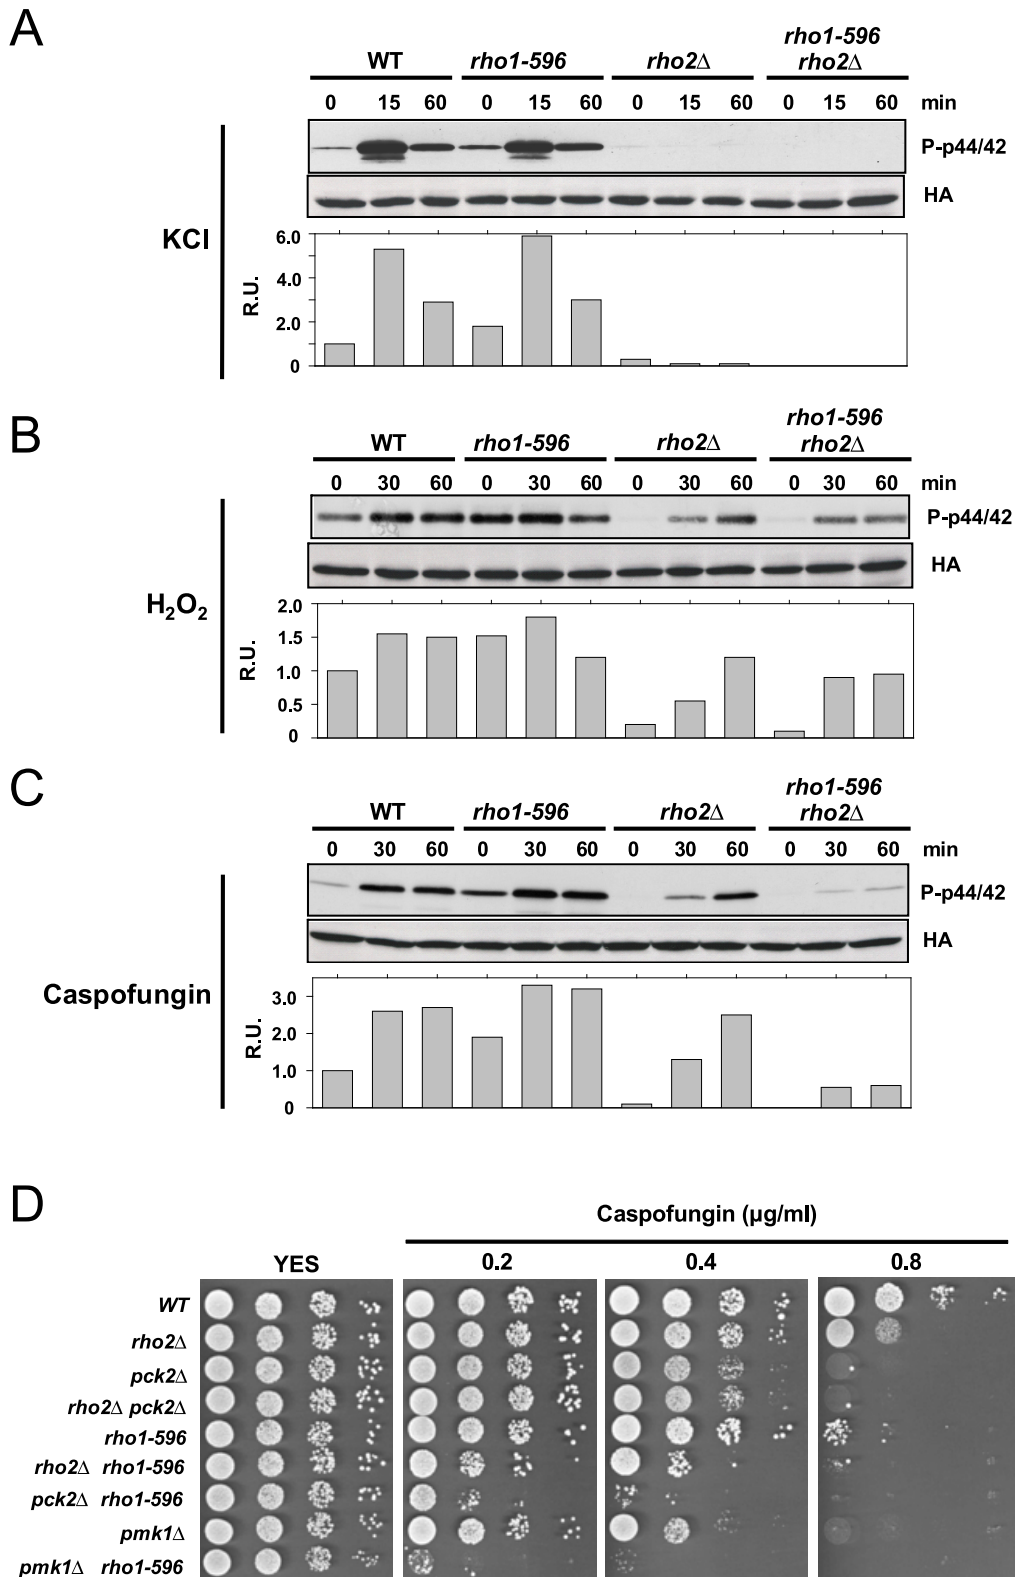 A
WT rho1-596 rho2Δ rho1-596 rho2Δ
0 15 60 0 15 60 0 15 60 0 15 60 min
P-p44/42
HA
KCl
R.U.
6.0
4.0
2.0
0
B
WT rho1-596 rho2Δ rho1-596 rho2Δ
0 30 60 0 30 60 0 30 60 0 30 60 min
P-p44/42
HA
H₂O₂
R.U.
2.0
1.5
1.0
0.5
0
C
WT rho1-596 rho2Δ rho1-596 rho2Δ
0 30 60 0 30 60 0 30 60 0 30 60 min
P-p44/42
HA
Caspofungin
R.U.
3.0
2.0
1.0
0
D
Caspofungin (µg/ml)
YES 0.2 0.4 0.8
WT
rho2Δ
pck2Δ
rho2Δ pck2Δ
rho1-596
rho2Δ rho1-596
pck2Δ rho1-596
pmk1Δ
pmk1Δ rho1-596